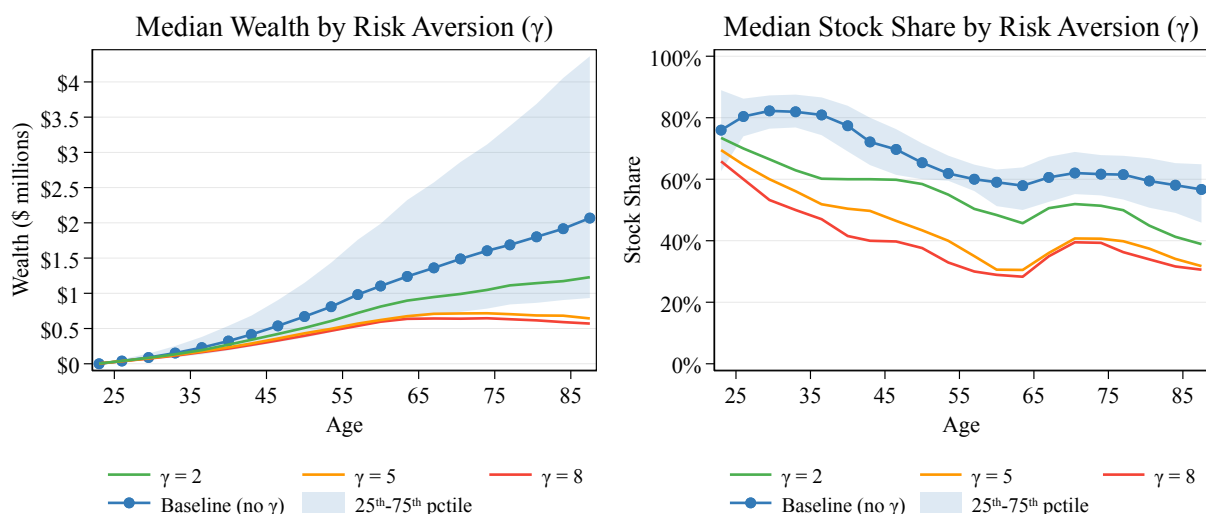 Median Wealth by Risk Aversion (γ)
Wealth ($ millions)
$4
$3.5
$3
$2.5
$2
$1.5
$1
$0.5
$0
25 35 45 55 65 75 85
Age
γ = 2 γ = 5 γ = 8
Baseline (no γ) 25th-75th pctile
Median Stock Share by Risk Aversion (γ)
Stock Share
100%
80%
60%
40%
20%
0%
25 35 45 55 65 75 85
Age
γ = 2 γ = 5 γ = 8
Baseline (no γ) 25th-75th pctile